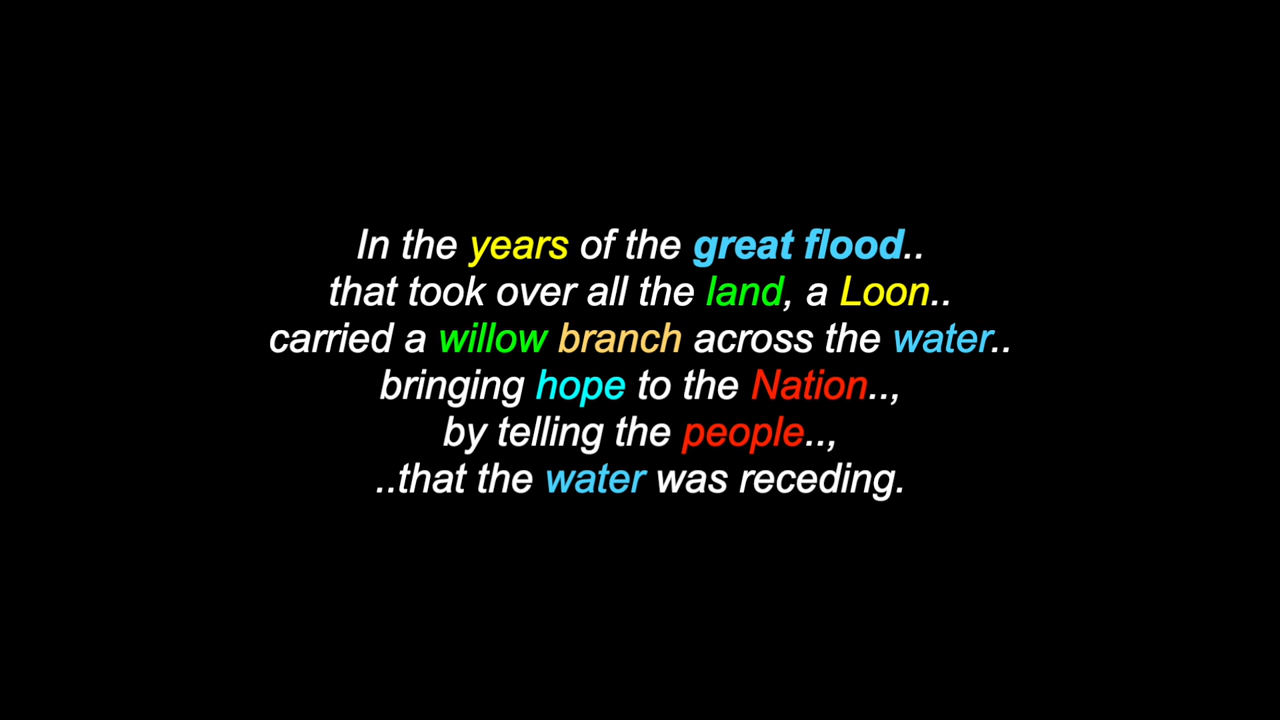 In the years of the great flood..
that took over all the land, a Loon..
carried a willow branch across the water..
bringing hope to the Nation..,
by telling the people..,
..that the water was receding.